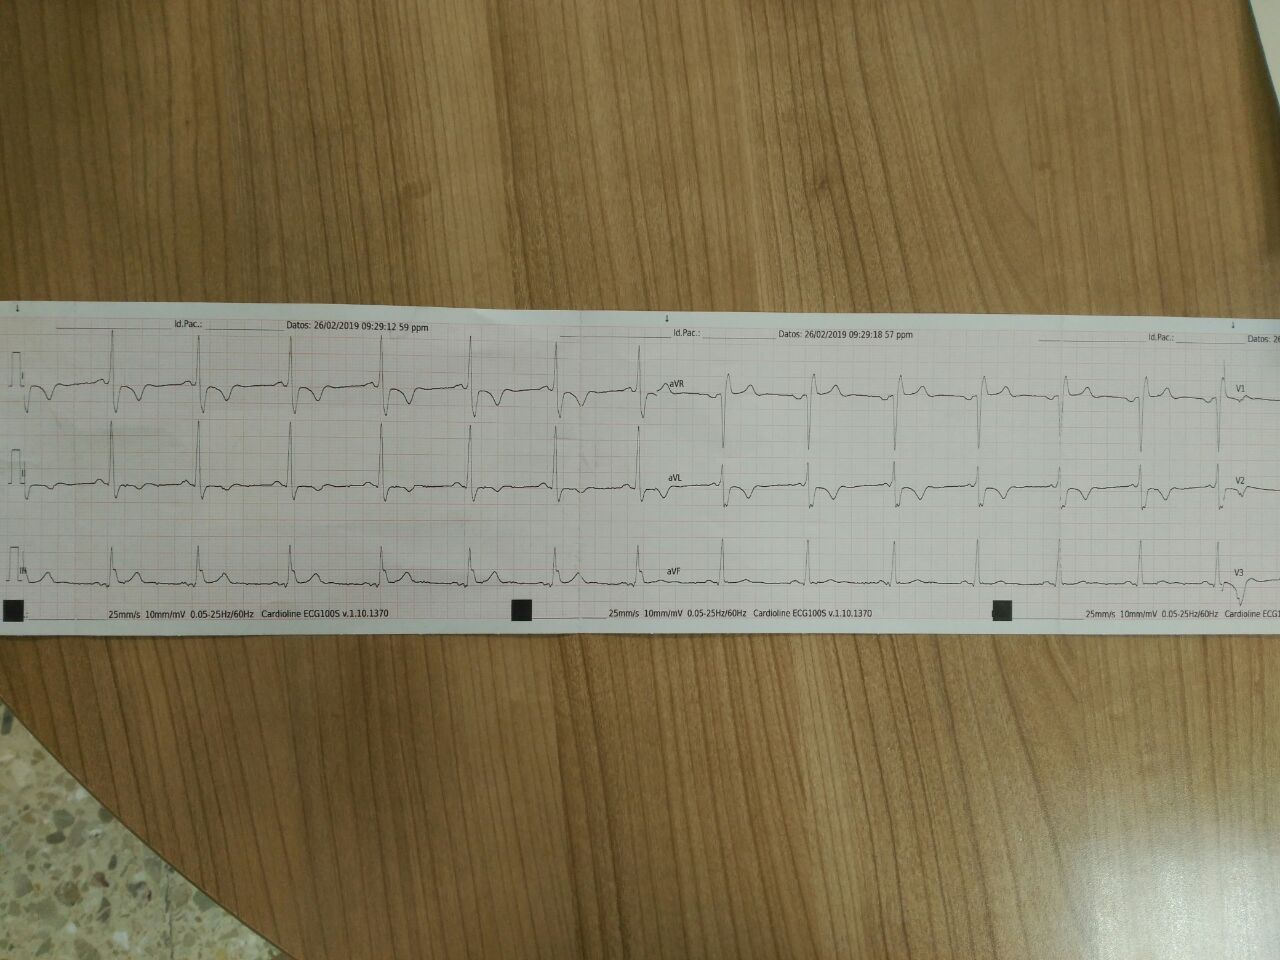 Id.Pac.: Datos: 26/02/2019 09:29:12 59 ppm
Id.Pac.: Datos: 26/02/2019 09:29:18 57 ppm
Id.Pac.: Datos: 26
I
aVR
V1
aVL
V2
III
aVF
V3
25mm/s 10mm/mV 0.05-25Hz/60Hz Cardioline ECG100S v.1.10.1370
25mm/s 10mm/mV 0.05-25Hz/60Hz Cardioline ECG100S v.1.10.1370
25mm/s 10mm/mV 0.05-25Hz/60Hz Cardioline ECG1